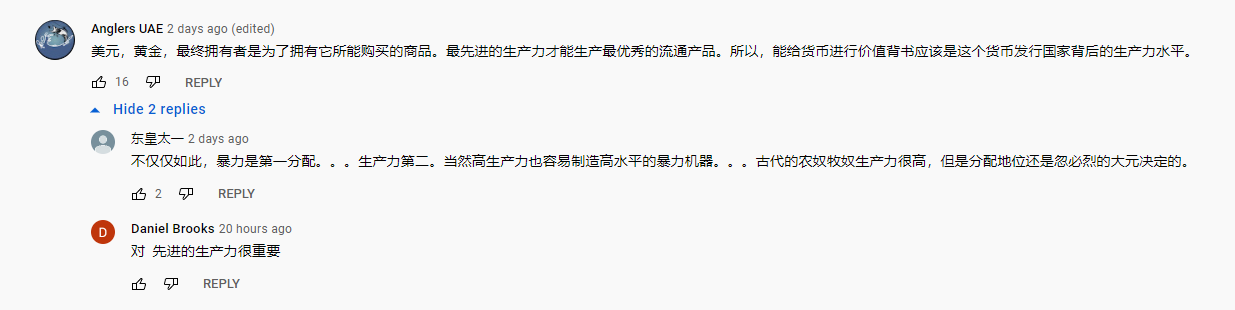 Anglers UAE 2 days ago (edited)
美元，黄金，最终拥有者是为了拥有它所能购买的商品。最先进的生产力才能生产最优秀的流通产品。所以，能给货币进行价值背书应该是这个货币发行国家背后的生产力水平。
16 REPLY
Hide 2 replies
东皇太一 2 days ago
不仅仅如此，暴力是第一分配。。。生产力第二。当然高生产力也容易制造高水平的暴力机器。。。古代的农奴牧奴生产力很高，但是分配地位还是忽必烈的大元决定的。
2 REPLY
D
Daniel Brooks 20 hours ago
对 先进的生产力很重要
REPLY